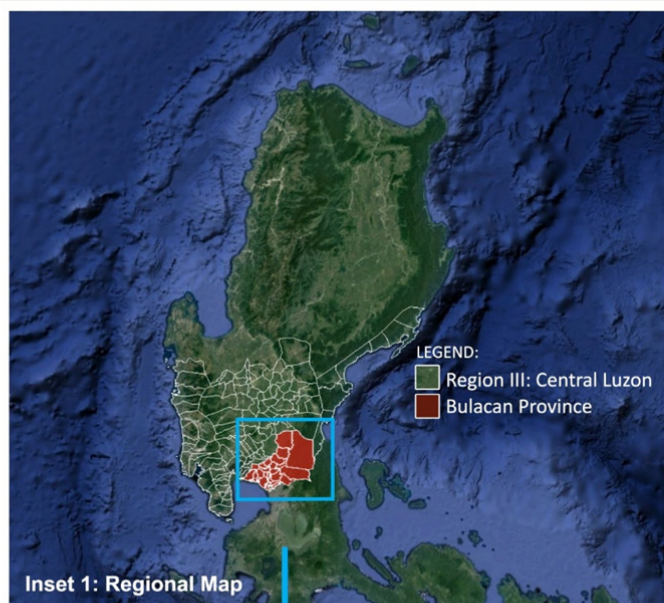 LEGEND:
Region III: Central Luzon
Bulacan Province
Inset 1: Regional Map